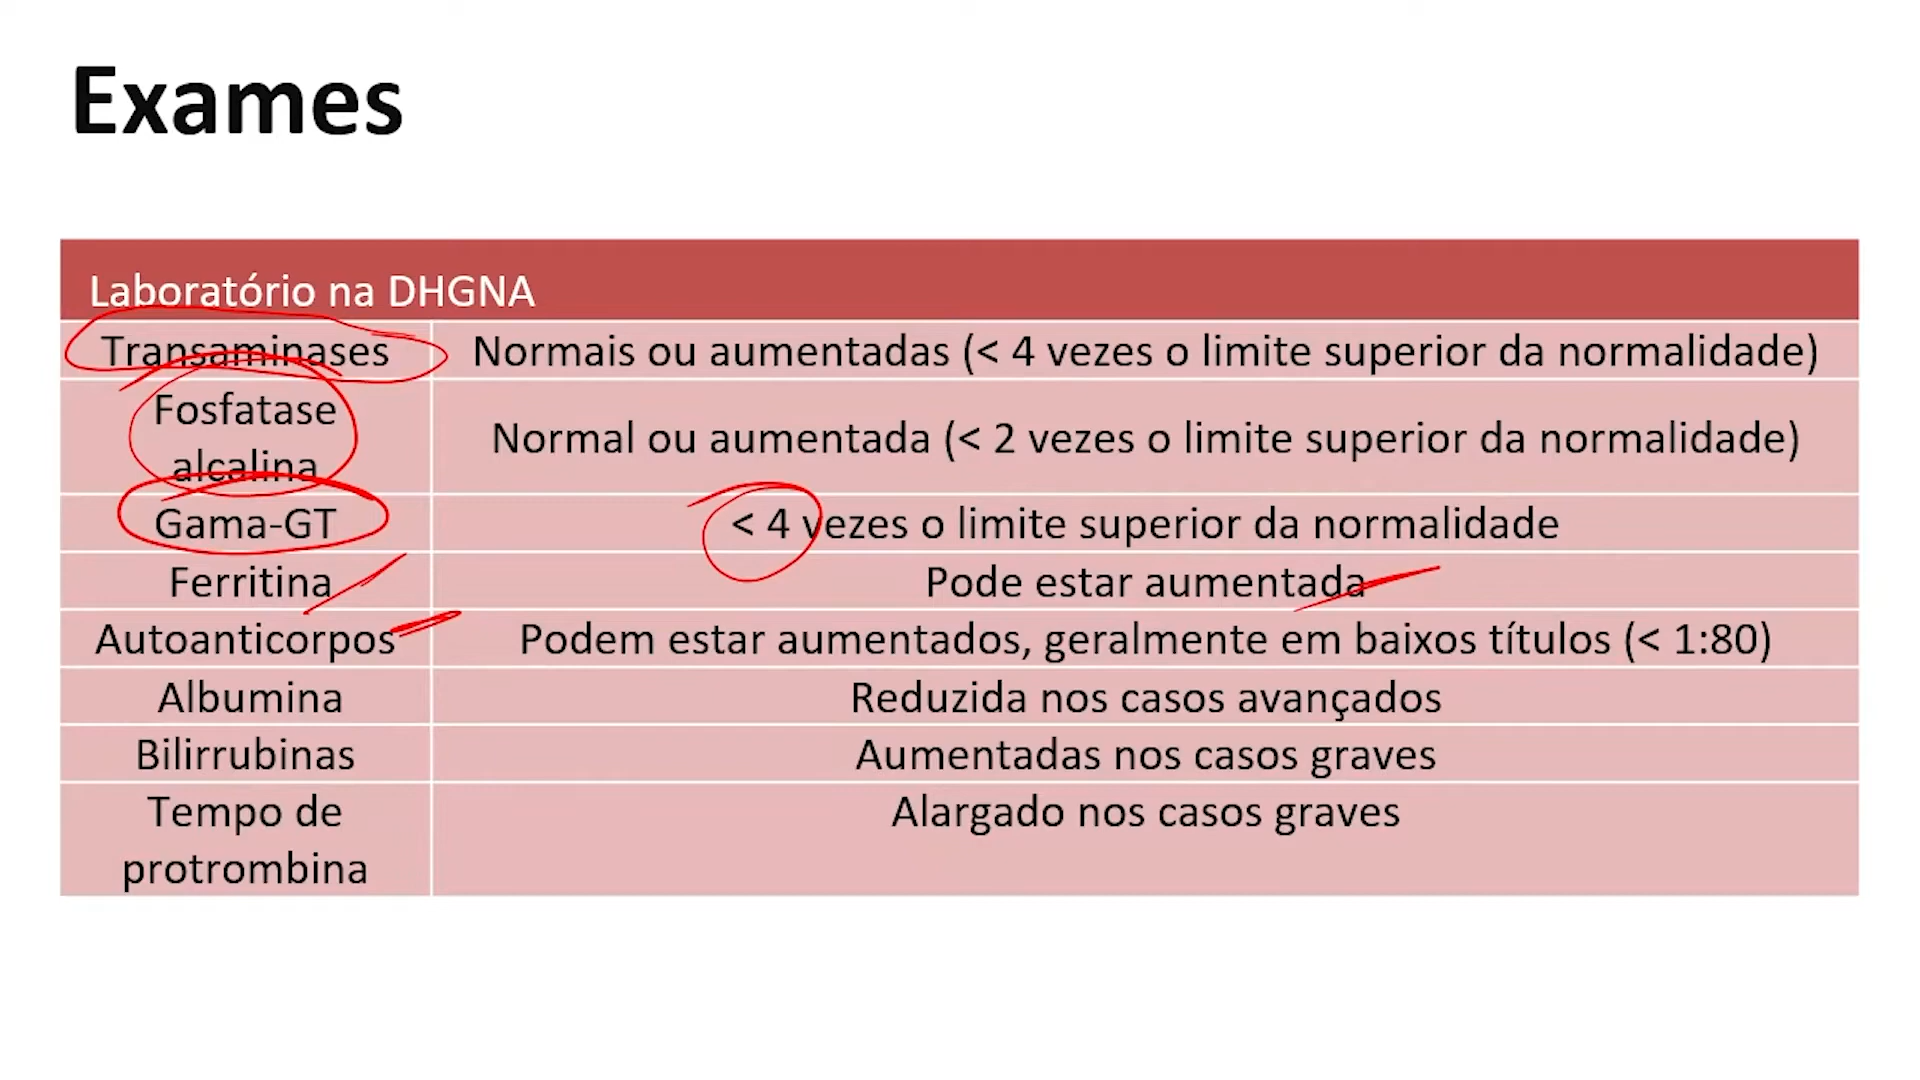 Exames
Laboratório na DHGNA
Transaminases
Normais ou aumentadas (< 4 vezes o limite superior da normalidade)
Fosfatase
alcalina
Normal ou aumentada (< 2 vezes o limite superior da normalidade)
Gama-GT
< 4 vezes o limite superior da normalidade
Ferritina
Pode estar aumentada
Autoanticorpos
Podem estar aumentados, geralmente em baixos títulos (< 1:80)
Albumina
Reduzida nos casos avançados
Bilirrubinas
Aumentadas nos casos graves
Tempo de
protrombina
Alargado nos casos graves